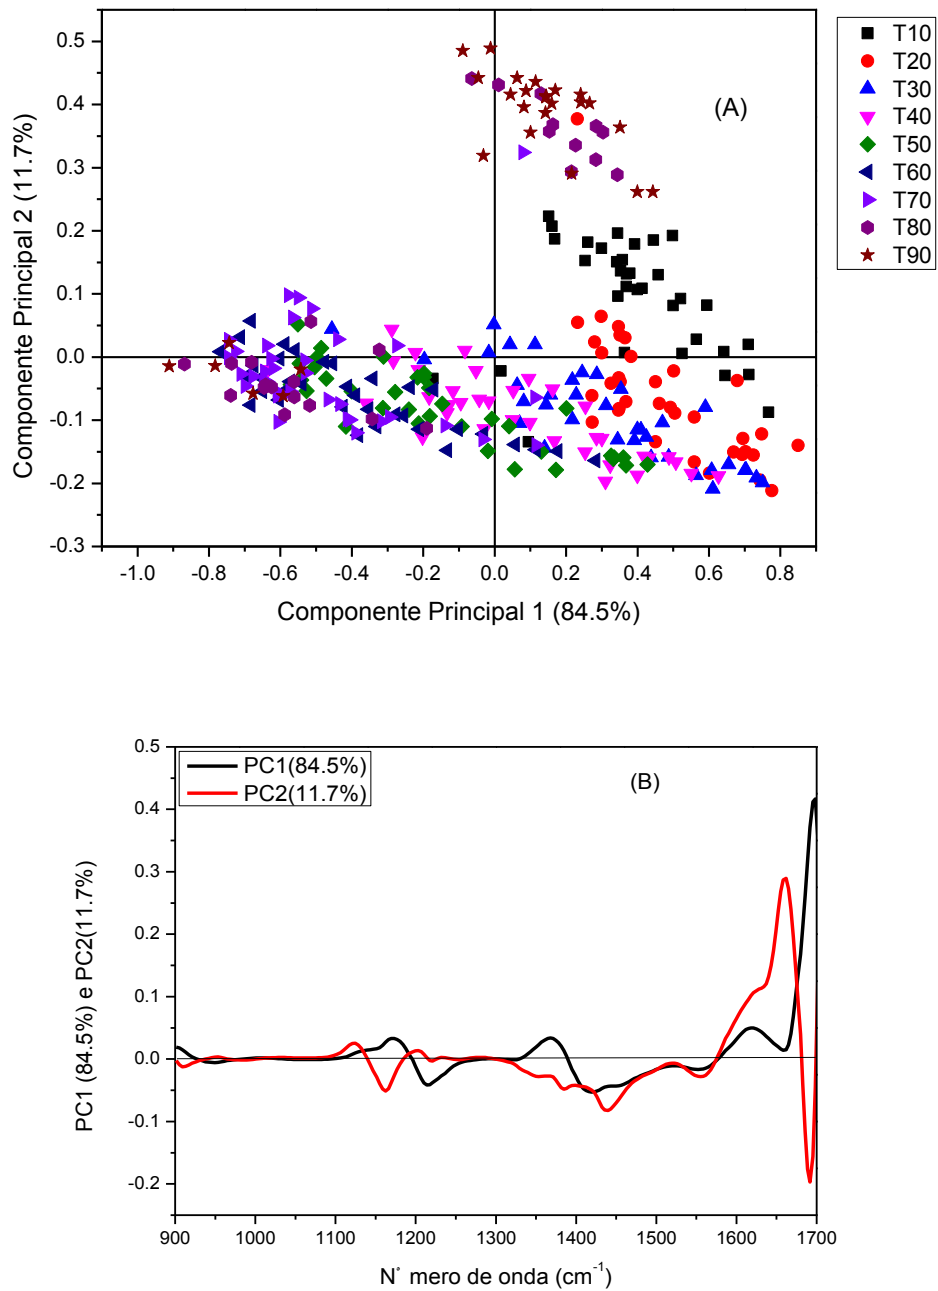 0.5
0.4
0.3
0.2
0.1
0.0
-0.1
-0.2
-0.3
Componente Principal 2 (11.7%)
(A)
T10
T20
T30
T40
T50
T60
T70
T80
T90
-1.0 -0.8 -0.6 -0.4 -0.2 0.0 0.2 0.4 0.6 0.8
Componente Principal 1 (84.5%)
0.5
0.4
0.3
0.2
0.1
0.0
-0.1
-0.2
PC1 (84.5%) e PC2(11.7%)
PC1(84.5%)
PC2(11.7%)
(B)
900 1000 1100 1200 1300 1400 1500 1600 1700
N° mero de onda (cm⁻¹)